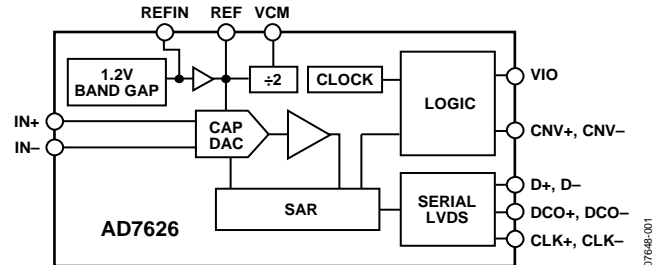 REFIN REF VCM
1.2V
BAND GAP
÷2
CLOCK
LOGIC
VIO
CNV+, CNV–
IN+
IN–
CAP
DAC
SAR
SERIAL
LVDS
D+, D–
DCO+, DCO–
CLK+, CLK–
AD7626
07648-001